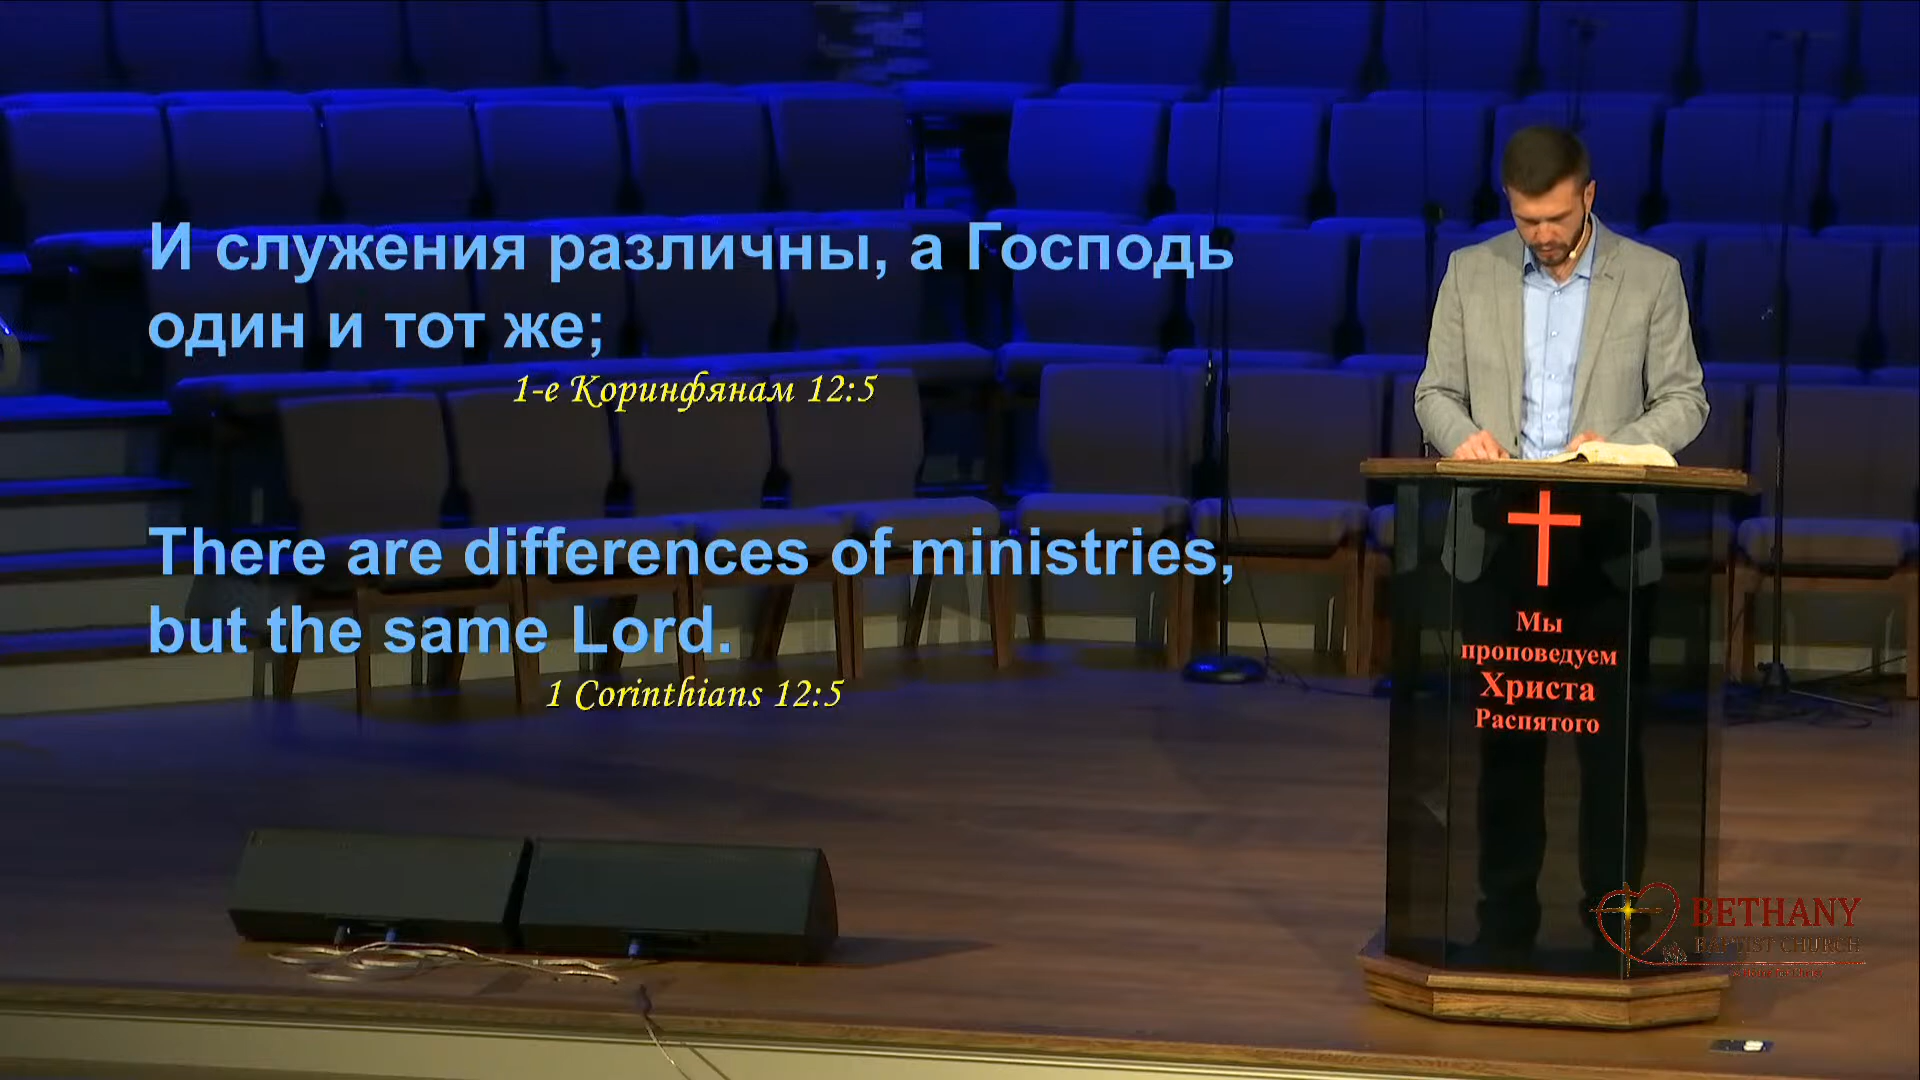 И служения различны, а Господь
один и тот же;
1-е Коринфянам 12:5
There are differences of ministries,
but the same Lord.
1 Corinthians 12:5
Мы
проповедуем
Христа
Распятого
BETHANY
BAPTIST CHURCH